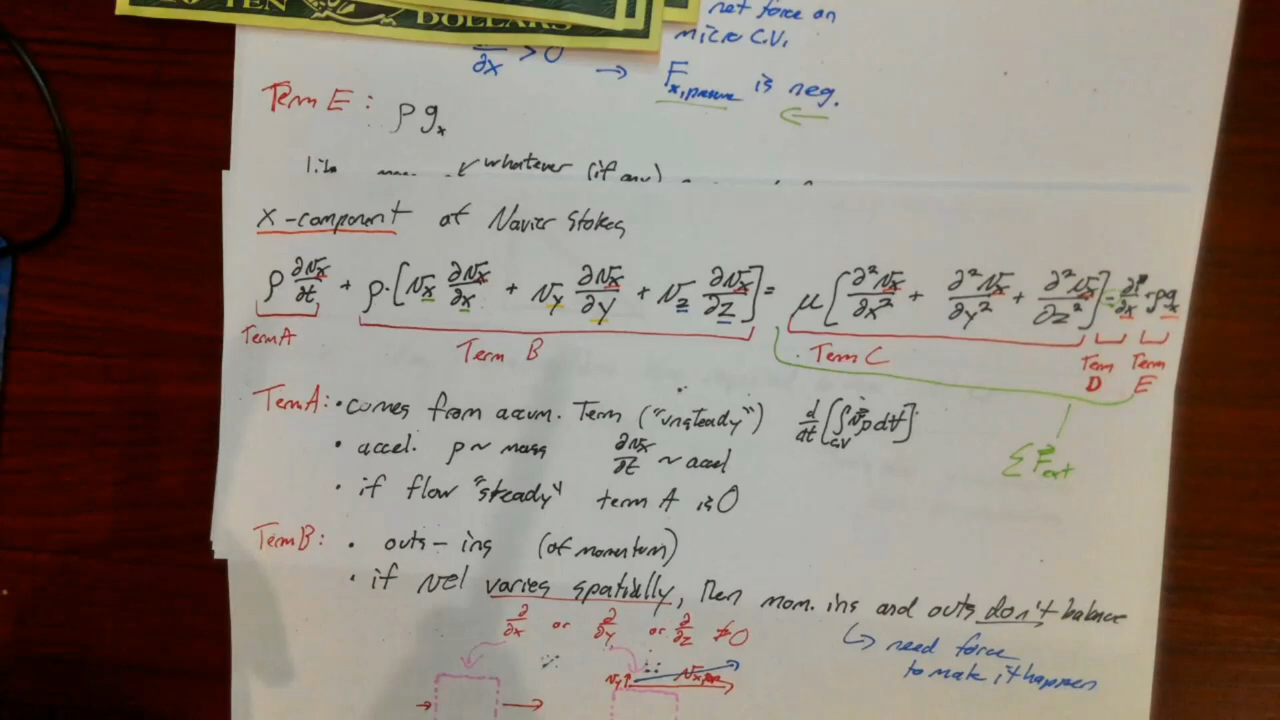 TEN DOLLARS
net force on
micro C.V.
∂/∂x > 0 → F_x,pressure is neg.
←
Term E: ρg_x
whatever (if any)
X-component of Navier Stokes
ρ ∂v_x/∂t + ρ·[v_x ∂v_x/∂x + v_y ∂v_x/∂y + v_z ∂v_x/∂z] = μ[∂²v_x/∂x² + ∂²v_x/∂y² + ∂²v_x/∂z²] - ∂P/∂x + ρg_x
Term A Term B Term C Term D Term E
Term A: • comes from accum. Term ("unsteady") d/dt[∫_CV v⃗ρdV]
• accel. ρ ~ mass ∂v_x/∂t ~ accel
ΣF⃗_ext
• if flow "steady" term A is 0
Term B: • outs - ins (of momentum)
• if vel varies spatially, then mom. ins and outs don't balance
∂/∂x or ∂/∂y or ∂/∂z ≠ 0
↳ need force
to make it happen
v_y↑